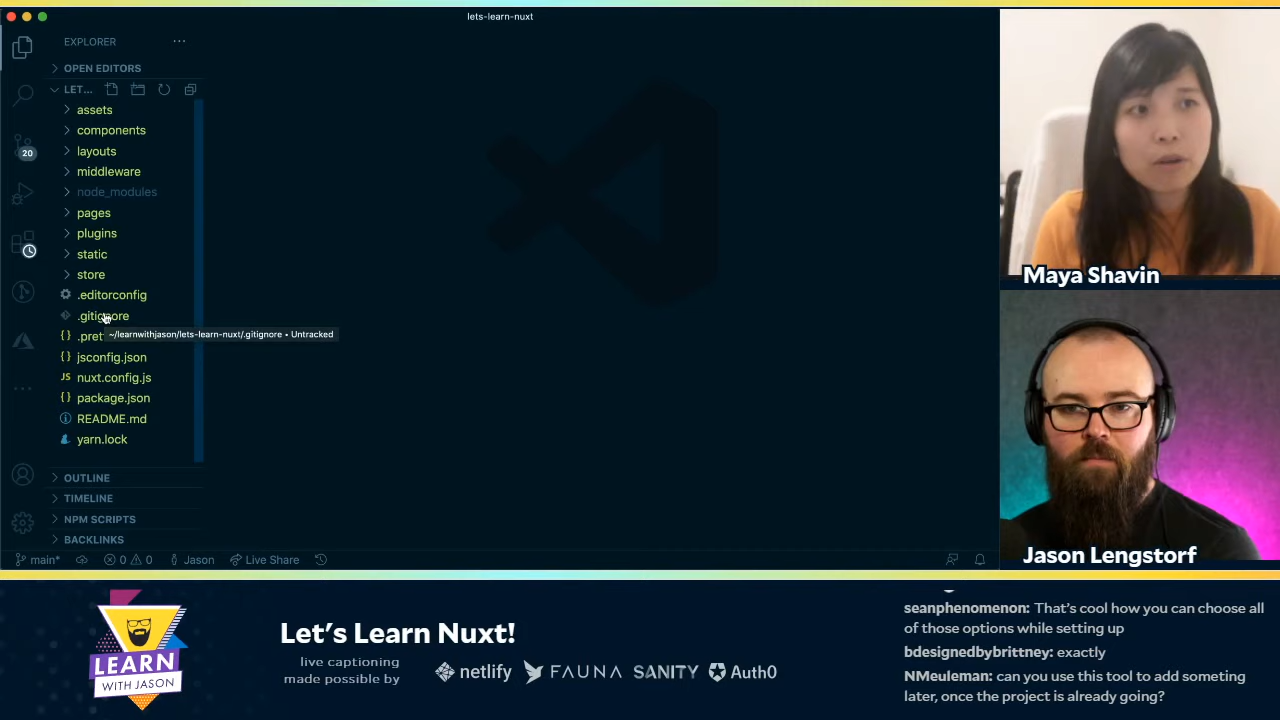 lets-learn-nuxt
EXPLORER
OPEN EDITORS
LET...
assets
components
layouts
middleware
node_modules
pages
plugins
static
store
.editorconfig
.gitignore
~/learnwithjason/lets-learn-nuxt/.gitignore • Untracked
.pret
jsconfig.json
nuxt.config.js
package.json
README.md
yarn.lock
20
OUTLINE
TIMELINE
NPM SCRIPTS
BACKLINKS
main*
0
0
Jason
Live Share
Maya Shavin
Jason Lengstorf
LEARN
WITH JASON
Let's Learn Nuxt!
live captioning
made possible by
netlify
FAUNA
SANITY
Auth0
seanphenomenon: That's cool how you can choose all
of those options while setting up
bdesignedbybrittney: exactly
NMeuleman: can you use this tool to add someting
later, once the project is already going?